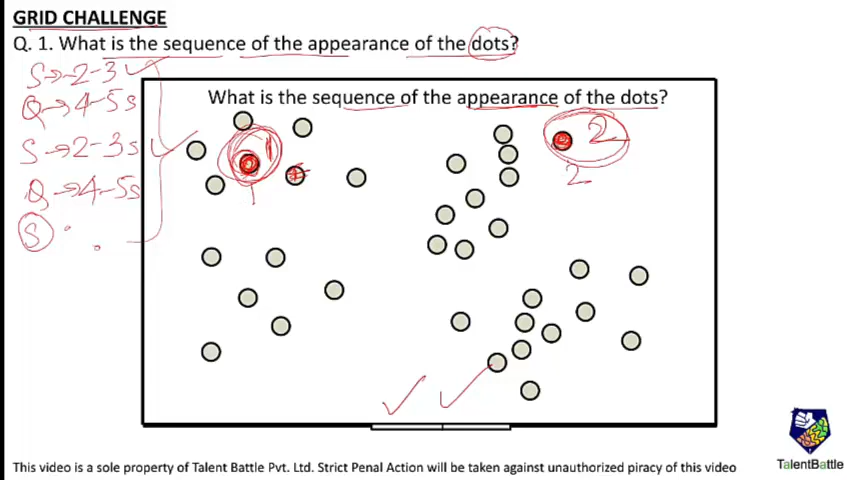 GRID CHALLENGE
Q. 1. What is the sequence of the appearance of the dots?
S→2-3
Q→4-5s
S→2-3s
Q→4-5s
S
What is the sequence of the appearance of the dots?
1
1
2
2
This video is a sole property of Talent Battle Pvt. Ltd. Strict Penal Action will be taken against unauthorized piracy of this video
TalentBattle